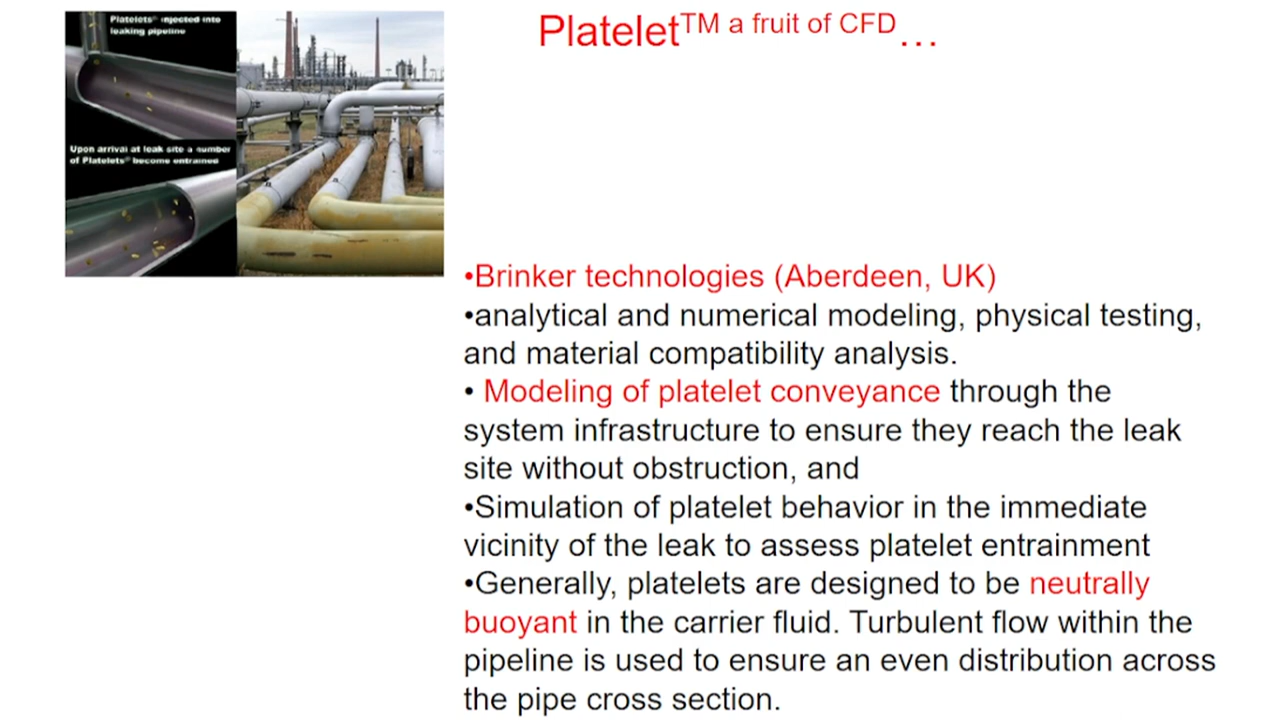 Platelets® injected into
leaking pipeline
Upon arrival at leak site a number
of Platelets® become entrained
Platelet™ a fruit of CFD…
•Brinker technologies (Aberdeen, UK)
•analytical and numerical modeling, physical testing,
and material compatibility analysis.
• Modeling of platelet conveyance through the
system infrastructure to ensure they reach the leak
site without obstruction, and
•Simulation of platelet behavior in the immediate
vicinity of the leak to assess platelet entrainment
•Generally, platelets are designed to be neutrally
buoyant in the carrier fluid. Turbulent flow within the
pipeline is used to ensure an even distribution across
the pipe cross section.